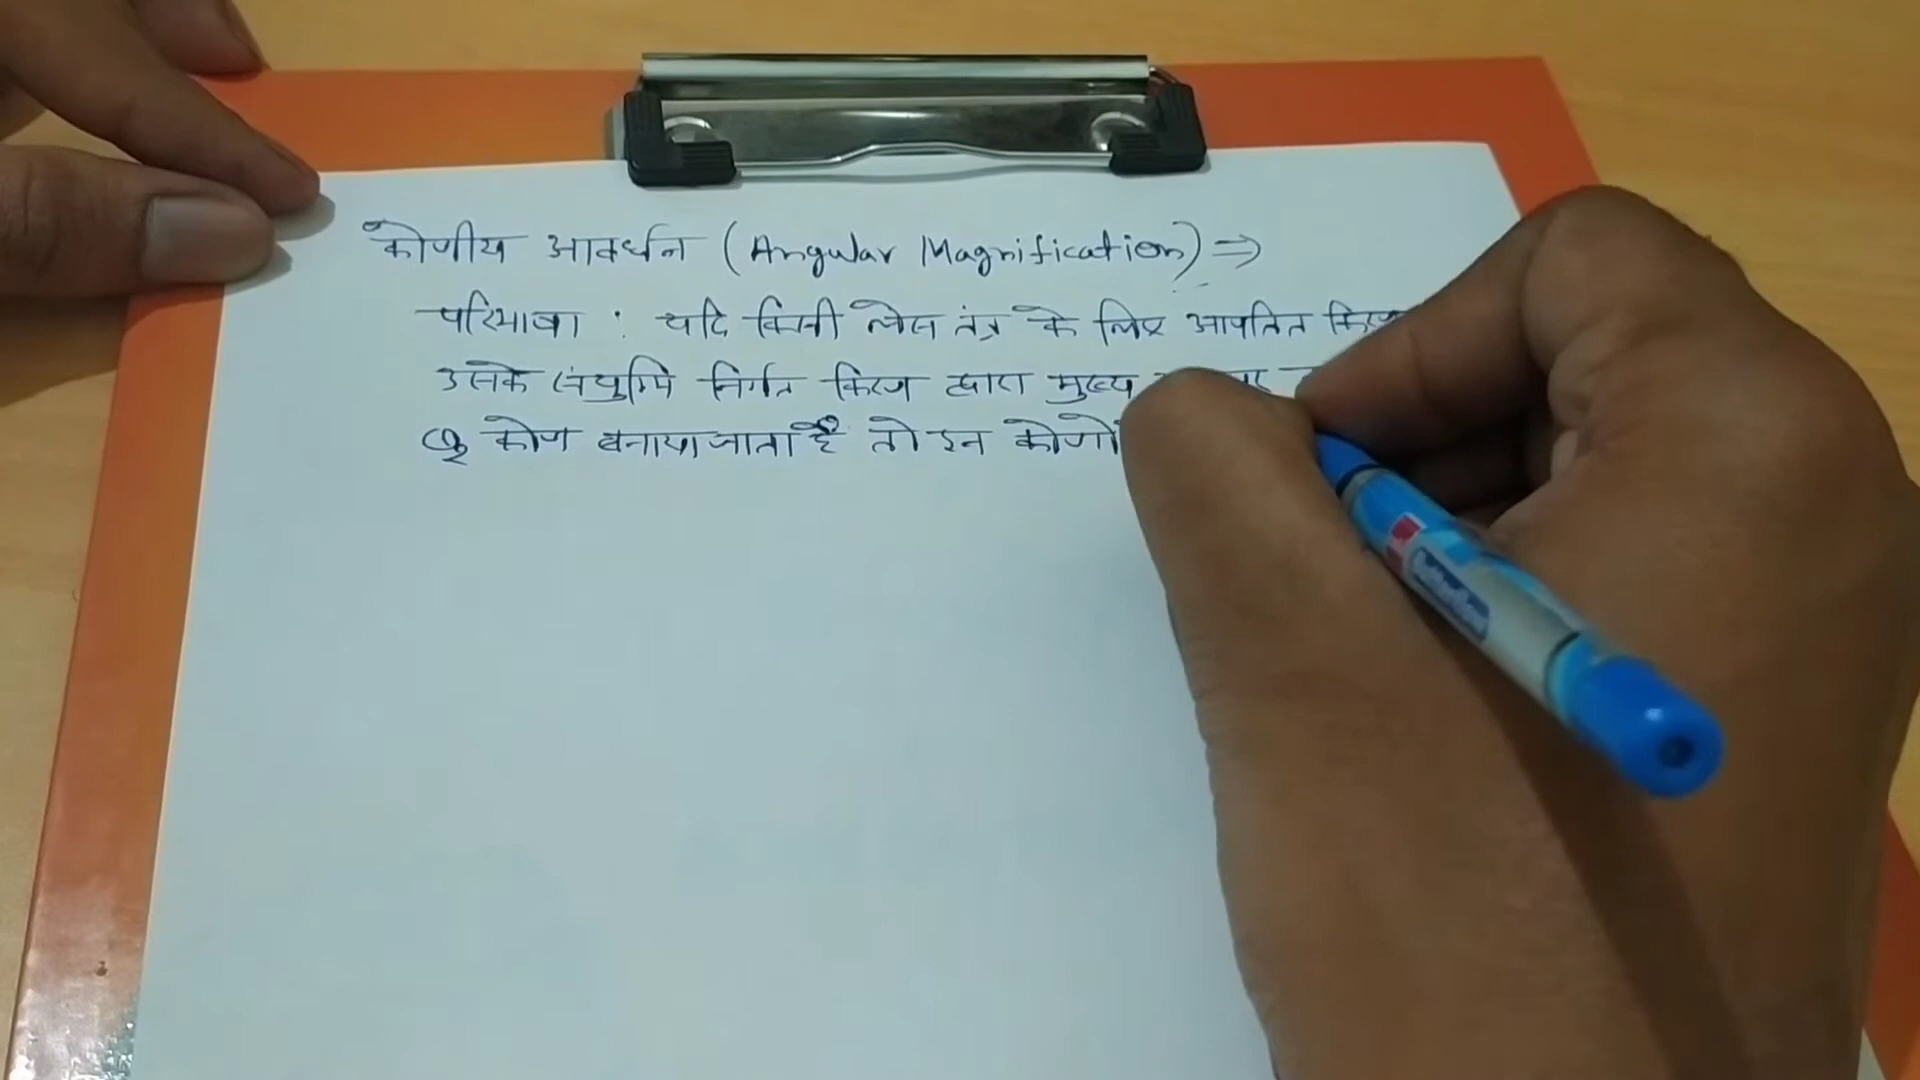 कोणीय आवर्धन (Angular Magnification) ⇒
परिभाषा : यदि किसी लेंस तंत्र के लिए आपतित किरण
उसके संयुग्मि निर्गत किरण द्वारा मुख्य
कोण बनाया जाता है तो इन कोणों